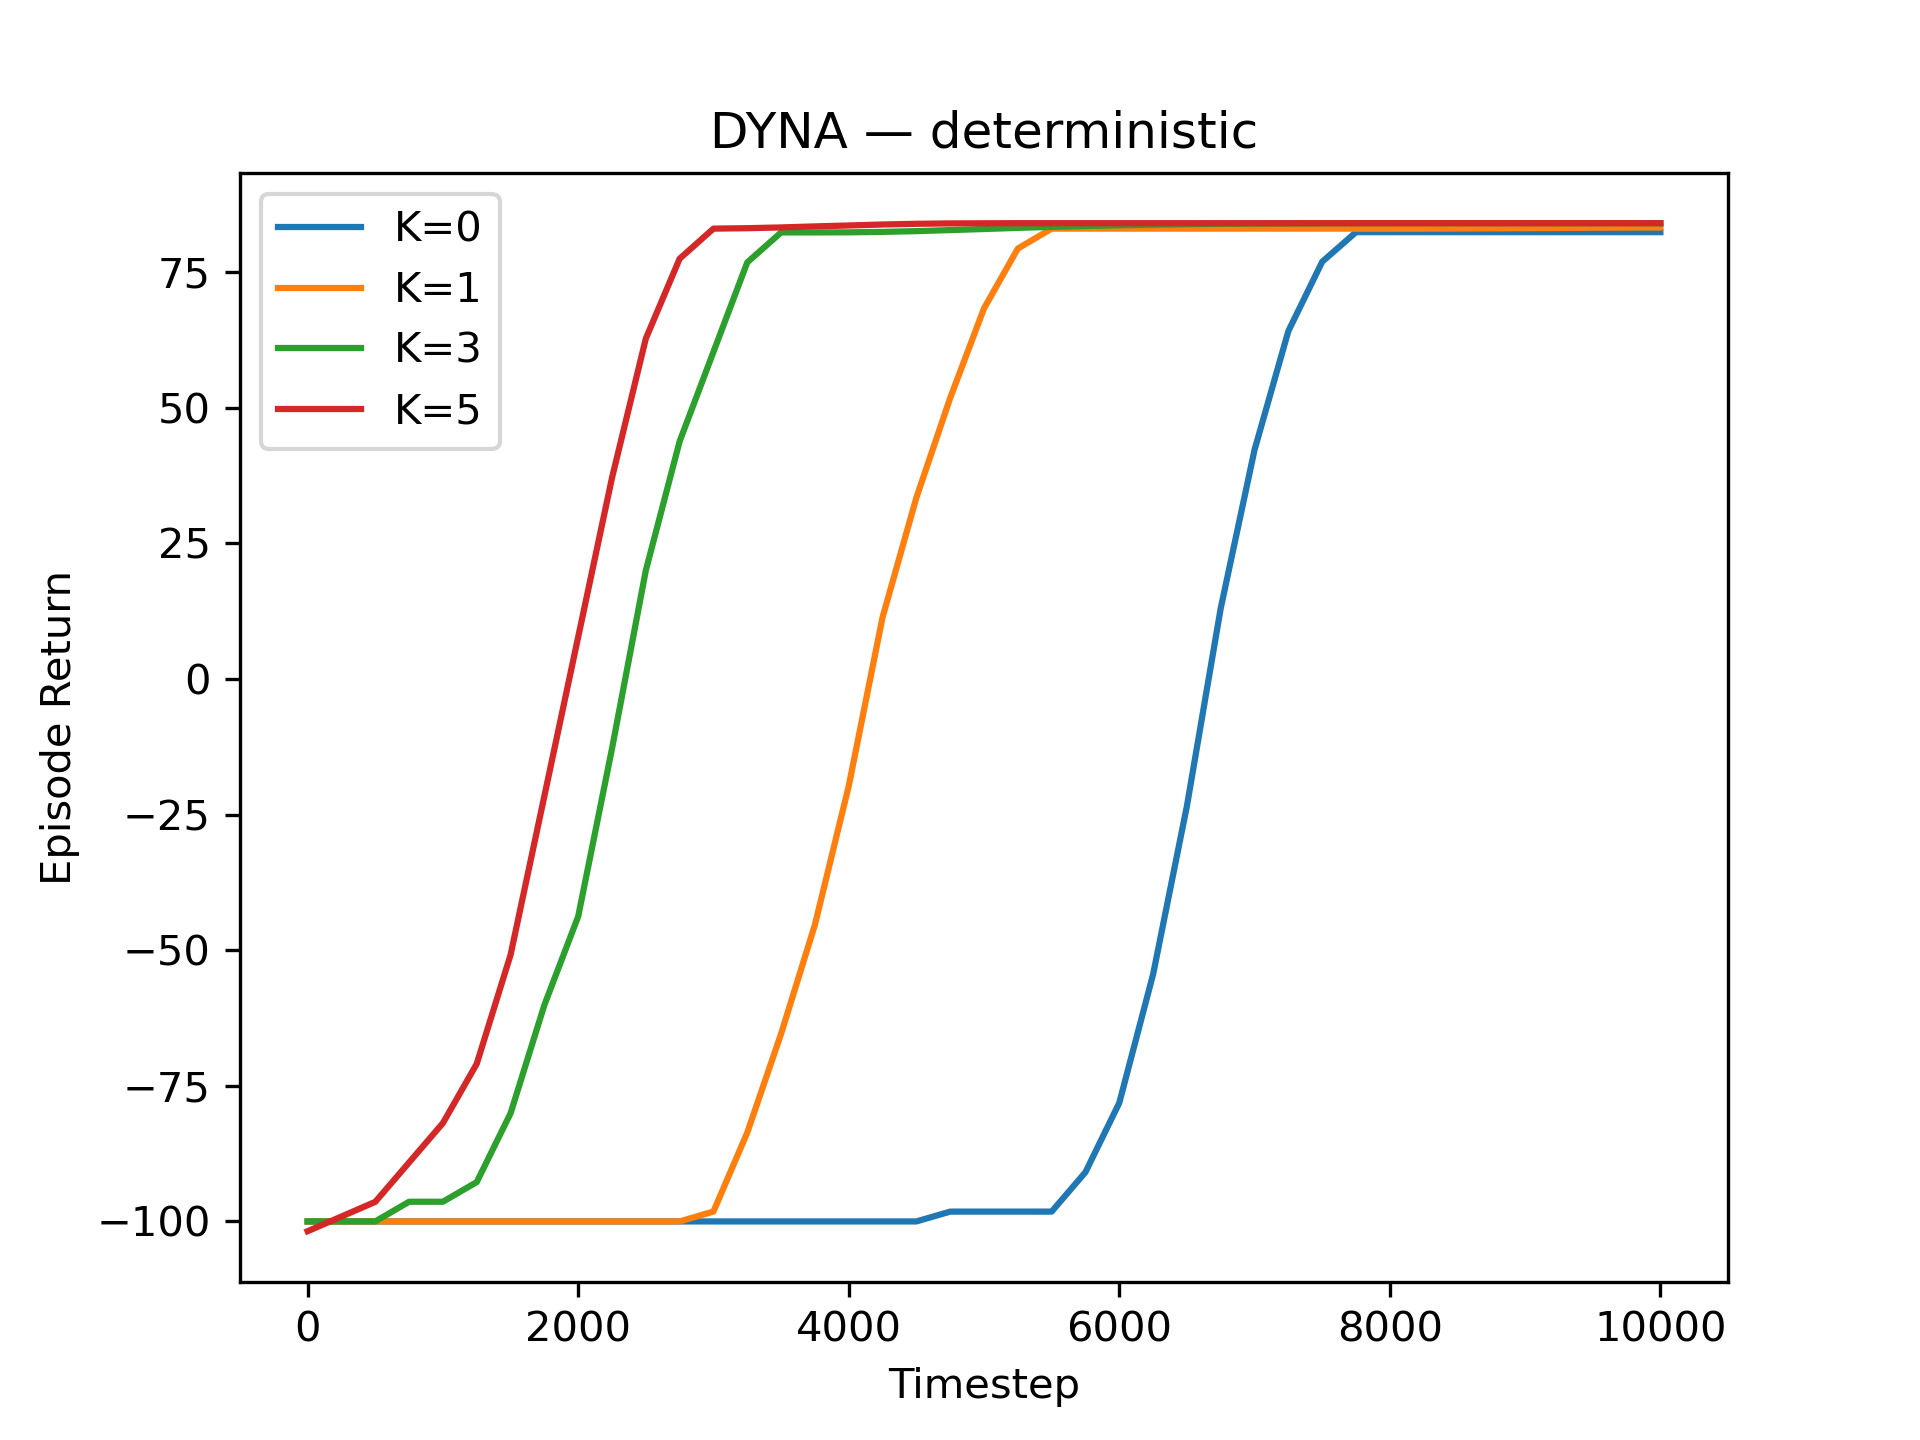 DYNA — deterministic
K=0
K=1
K=3
K=5
75
50
25
0
−25
−50
−75
−100
Episode Return
0
2000
4000
6000
8000
10000
Timestep